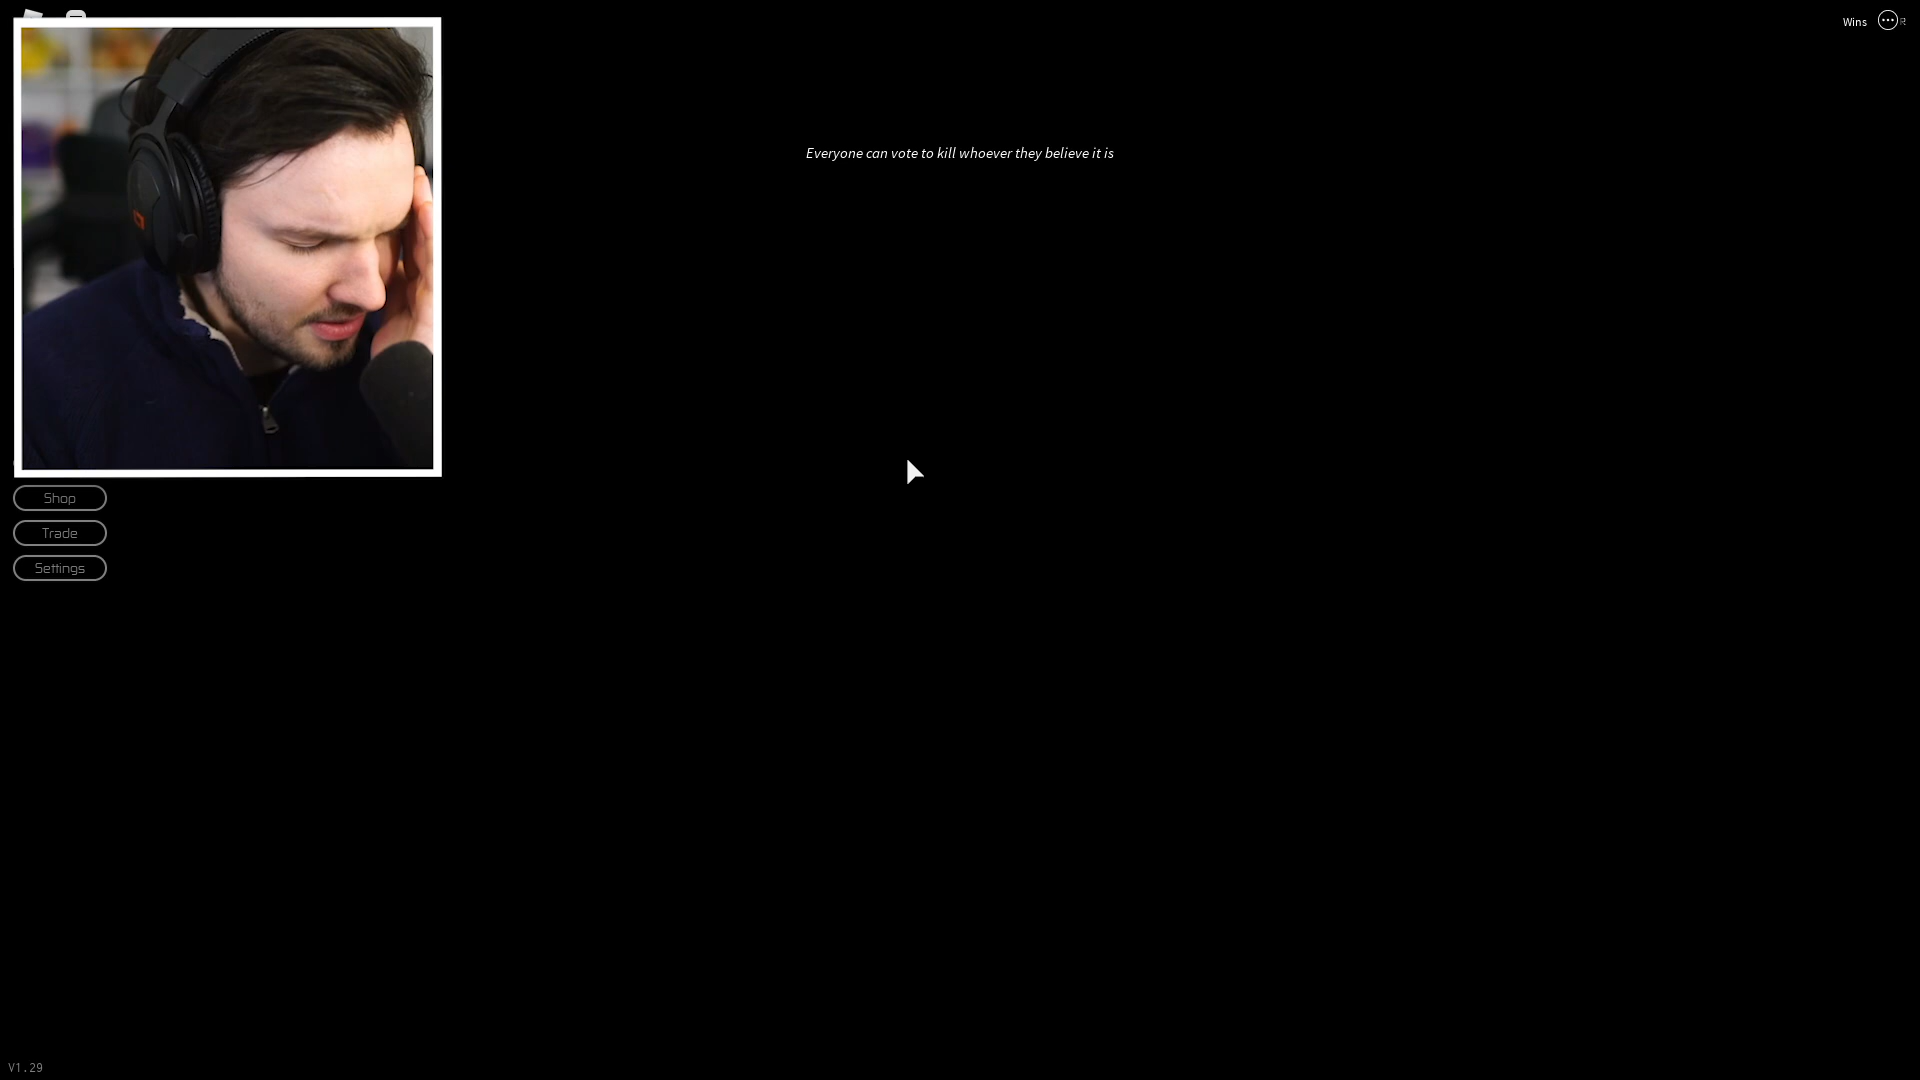 Wins
Everyone can vote to kill whoever they believe it is
Shop
Trade
Settings
V1.29